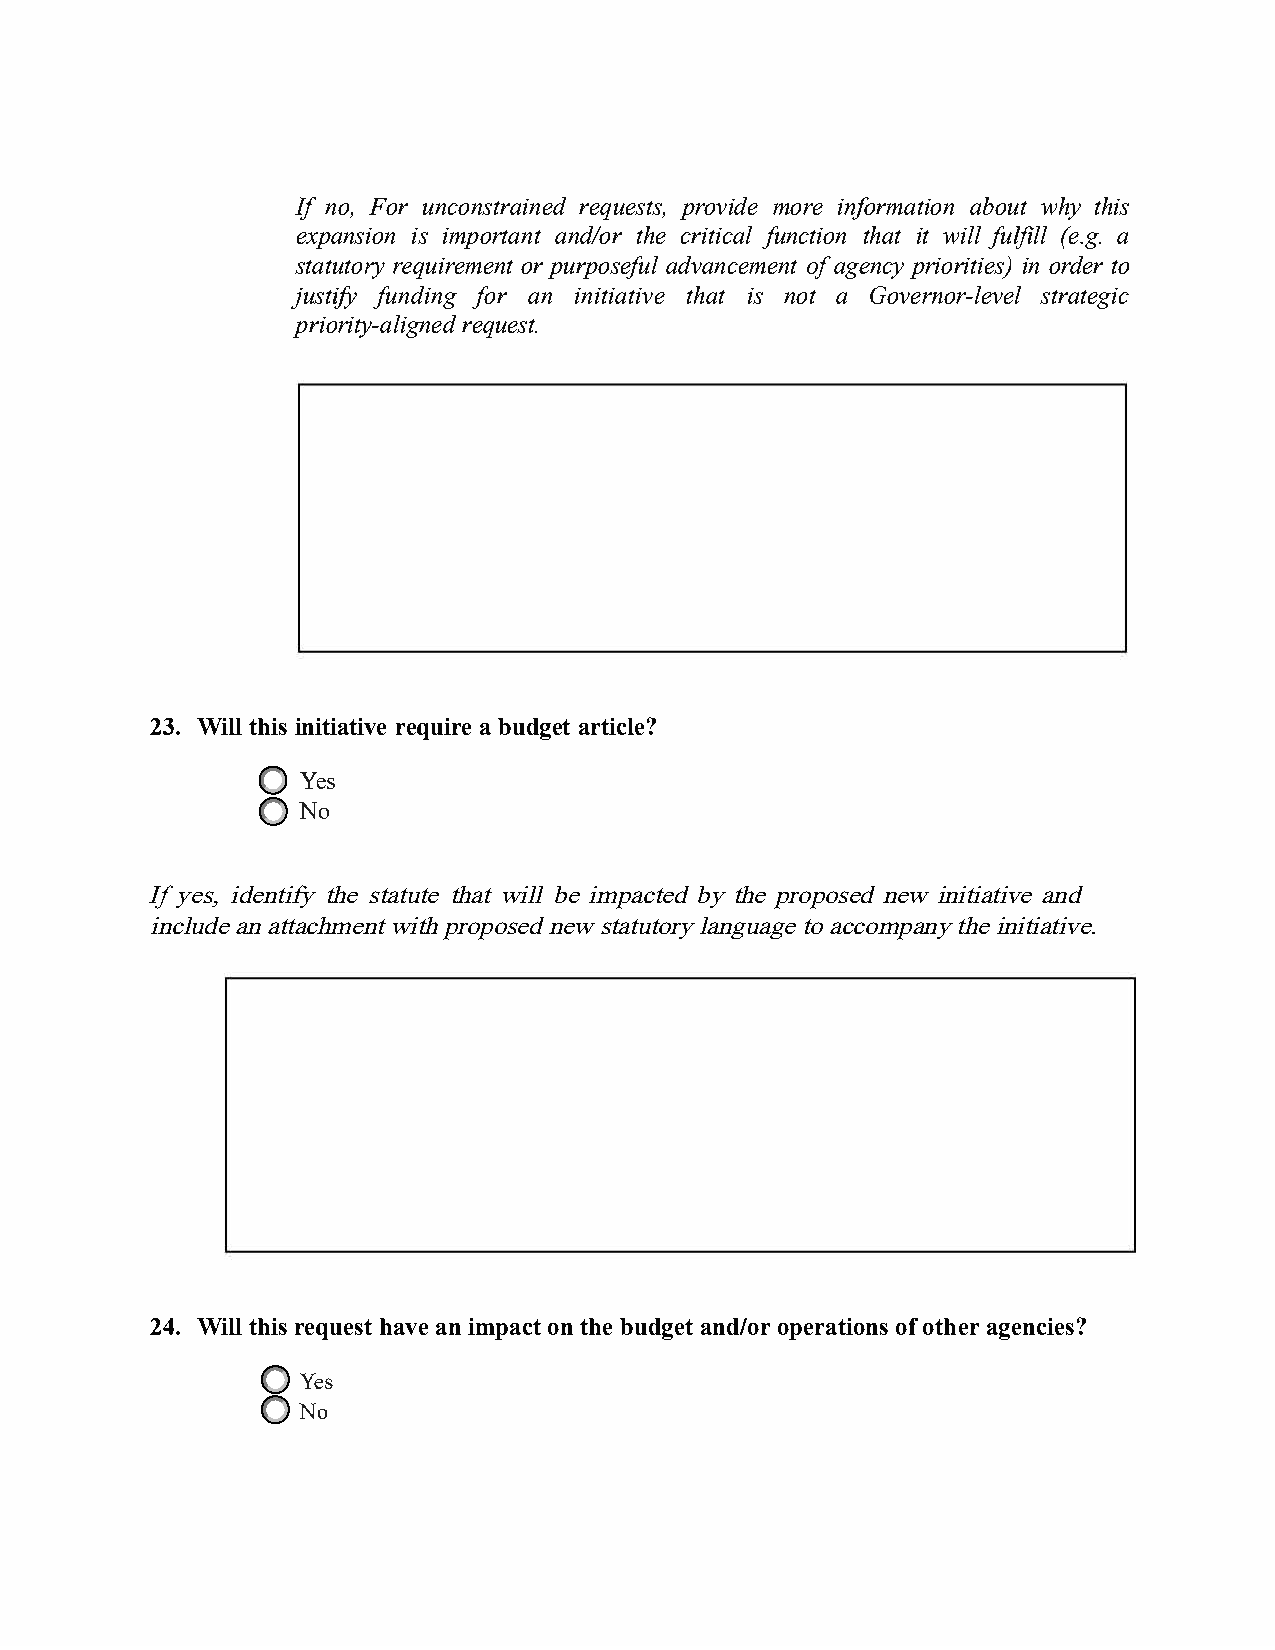 If no, For unconstrained requests, provide more information about why this
expansion is important and/or the critical function that it will fulfill (e.g. a
statutory requirement or purposeful advancement of agency priorities) in order to
justify funding for an initiative that is not a Governor-level strategic
priority-aligned request.
23. Will this initiative require a budget article?
Yes
No
If yes, identify the statute that will be impacted by the proposed new initiative and
include an attachment with proposed new statutory language to accompany the initiative.
24. Will this request have an impact on the budget and/or operations of other agencies?
Yes
No